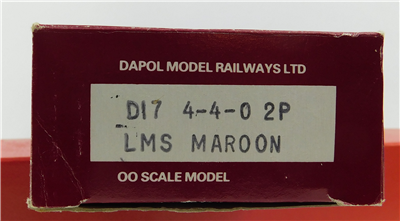 DAPOL MODEL RAILWAYS LTD
D17 4-4-0 2P
LMS MAROON
OO SCALE MODEL